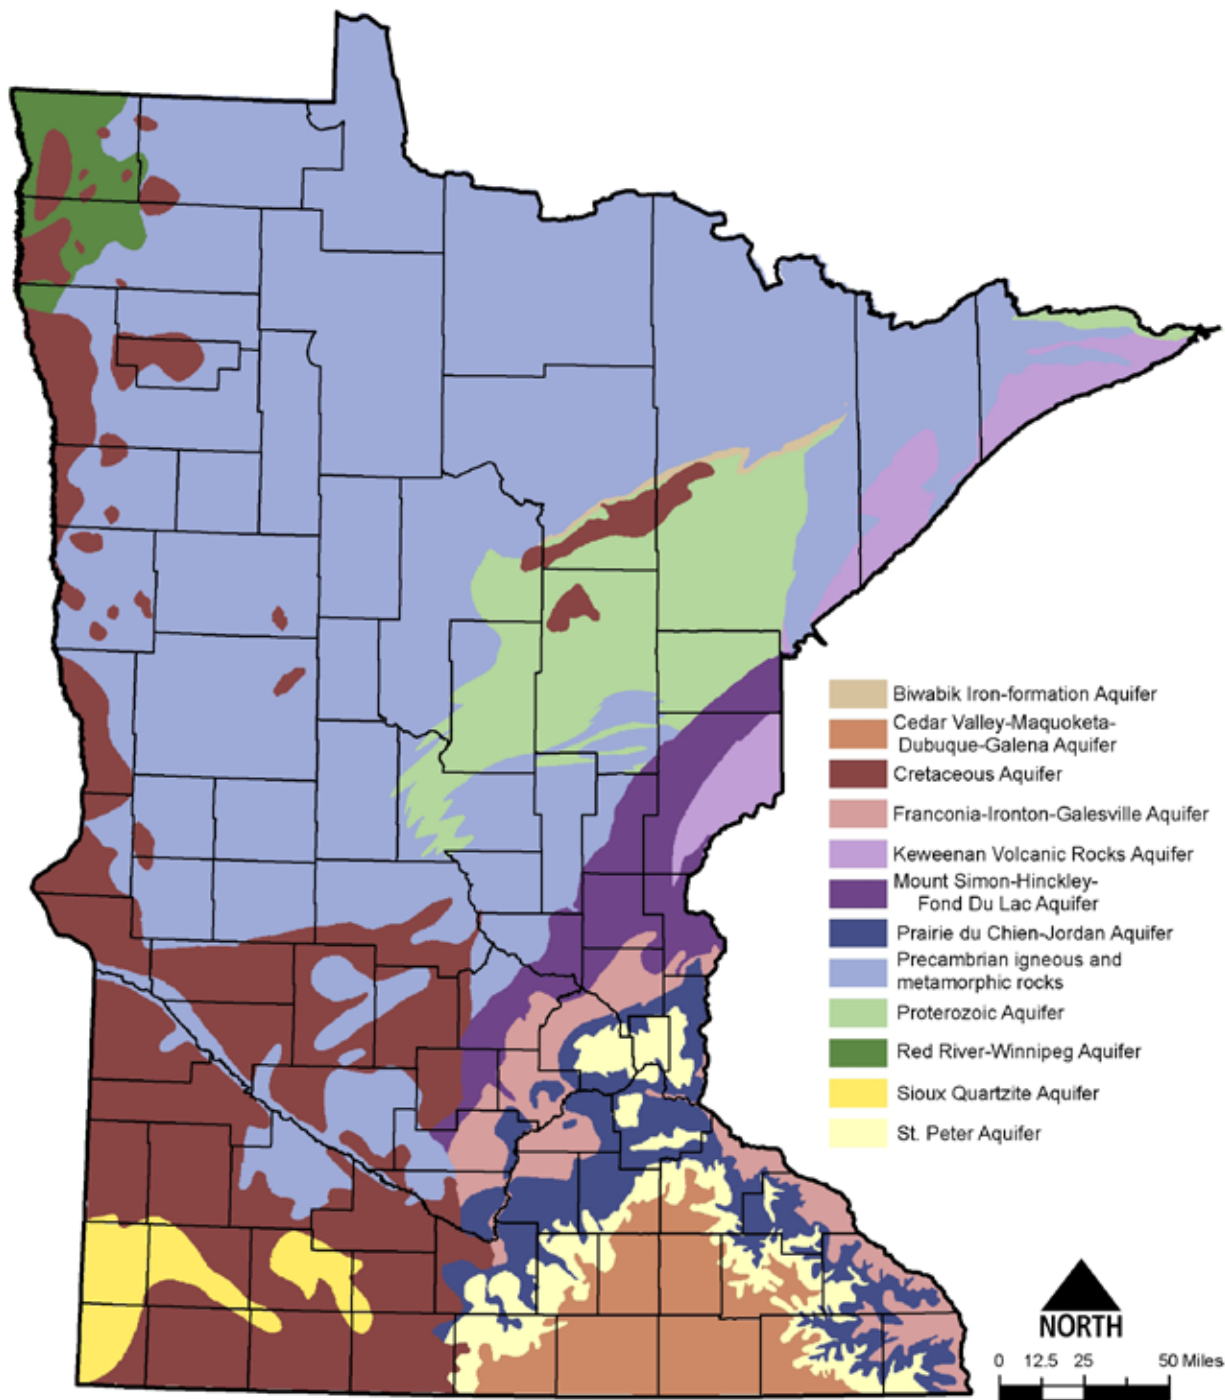 Biwabik Iron-formation Aquifer
Cedar Valley-Maquoketa-
Dubuque-Galena Aquifer
Cretaceous Aquifer
Franconia-Ironton-Galesville Aquifer
Keweenan Volcanic Rocks Aquifer
Mount Simon-Hinckley-
Fond Du Lac Aquifer
Prairie du Chien-Jordan Aquifer
Precambrian igneous and
metamorphic rocks
Proterozoic Aquifer
Red River-Winnipeg Aquifer
Sioux Quartzite Aquifer
St. Peter Aquifer
NORTH
0 12.5 25 50 Miles